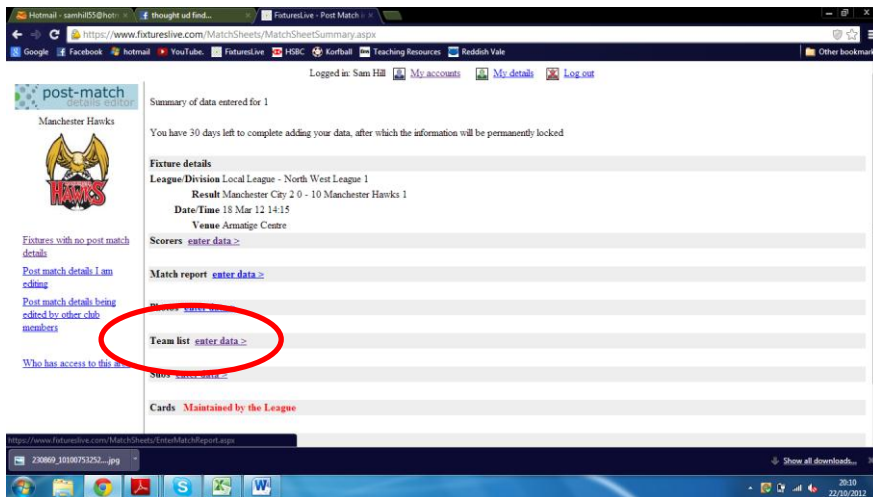 Hotmail - samhill55@hotm
thought ud find...
FixturesLive - Post Match
https://www.fixtureslive.com/MatchSheets/MatchSheetSummary.aspx
Google Facebook hotmail YouTube. FixturesLive HSBC Korfball Teaching Resources Reddish Vale Other bookmark
Logged in: Sam Hill My accounts My details Log out
post-match
details editor
Manchester Hawks
HAWKS
Summary of data entered for 1
You have 30 days left to complete adding your data, after which the information will be permanently locked
Fixture details
League/Division Local League - North West League 1
Result Manchester City 2 0 - 10 Manchester Hawks 1
Date/Time 18 Mar 12 14:15
Venue Armatige Centre
Fixtures with no post match
details
Scorers enter data >
Post match details I am
editing
Match report enter data >
Post match details being
edited by other club
members
Photos enter data >
Team list enter data >
Who has access to this
Subs enter data >
Cards Maintained by the League
https://www.fixtureslive.com/MatchSheets/EnterMatchReport.aspx
230869_10100753252....jpg
Show all downloads...
20:10
22/10/2012